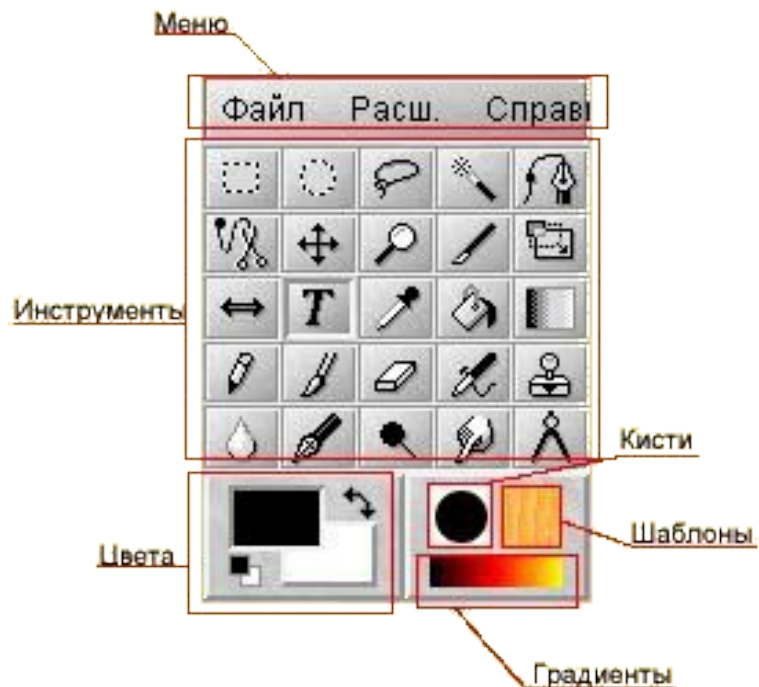 Меню
Файл Расш. Справ
Инструменты
T
Кисти
Шаблоны
Цвета
Градиенты